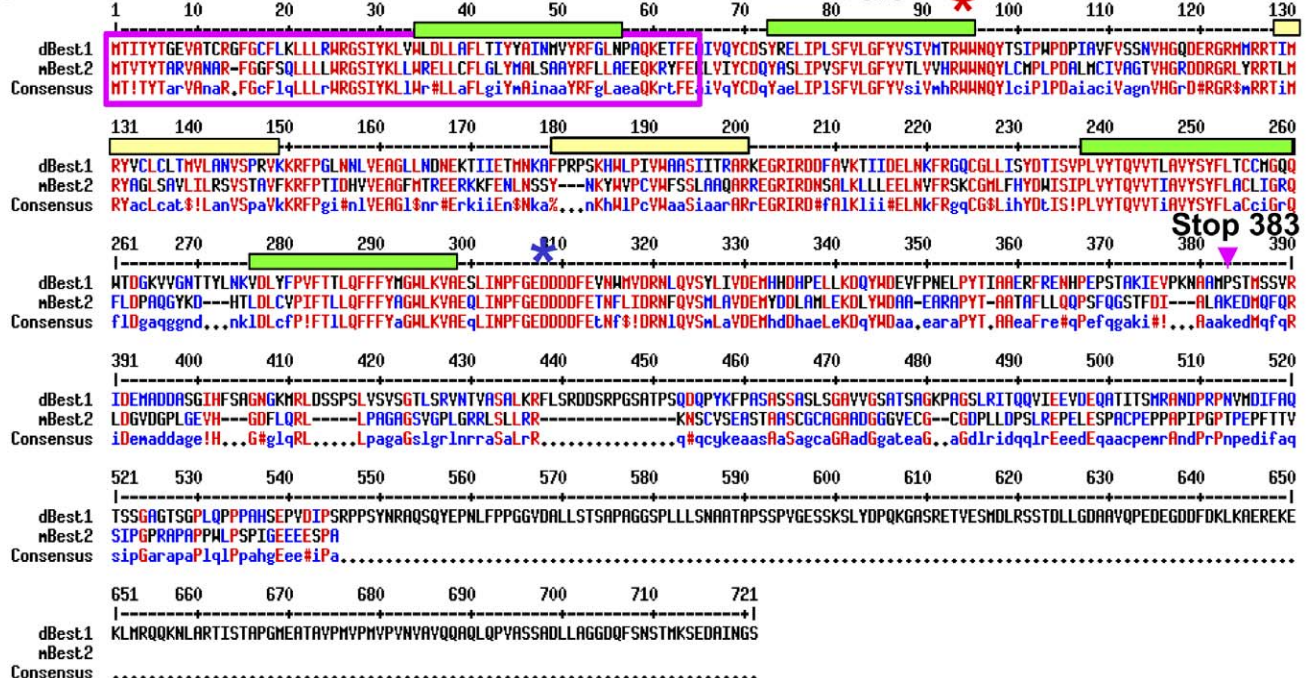 1 10 20 30 40 50 60 70 80 90 100 110 120 130
dBest1 MTITYTGEVATCRGFGCFLKLLLRWRGSIYKLVWLDLLAFLTIYYAINMVYRFGLNPAQKETFEAIVQYCDSYRELIPLSFVLGFYVSIVMTRWWNQYTSIPWPDPIAVFVSSNVHGQDERGRMMRRTIM
mBest2 MTVTYTARVANAR-FGGFSQLLLLWRGSIYKLLWRELLCFLGLYMALSAAYRFLLAEEQKRYFEKLVIYCDQYASLIPVSFVLGFYVTLVVHRWWNQYLCMPLPDALMCIVAGTVHGRDDRGRLYRRTLM
Consensus MT!TYTarVAnaR.FGcFlqLLLrWRGSIYKLlWr#LLaFLgiYmAinaaYRFgLaeaQKrtFEaiVqYCDqYaeLIPlSFVLGFYVsiVmhRWWNQYlciPlPDaiaciVagnVHGrD#RGR$mRRTiM
131 140 150 160 170 180 190 200 210 220 230 240 250 260
dBest1 RYVCLCLTMVLANVSPRVKKRFPGLNNLVEAGLLNDNEKTIIETMNKAFPRPSKHWLPIVWAASIITRARKEGRIRDDFAVKTIIDELNKFRGQCGLLISYDTISVPLVYTQVVTLAVYSYFLTCCMGQQ
mBest2 RYAGLSAVLILRSVSTAVFKRFPTIDHVVEAGFMTREERKKFENLNSSY---NKYWVPCVWFSSLAAQARREGRIRDNSALKLLLEELNVFRSKCGMLFHYDWISIPLVYTQVVTIAVYSYFLACLIGRQ
Consensus RYacLcat$!LanVSpaVkKRFPgi#nlVEAGl$nr#ErkiiEn$Nka%...nKhWlPcVWaaSiaarARrEGRIRD#fAlKlii#ELNkFRgqCG$LihYDtIS!PLVYTQVVTiAVYSYFLaCciGrQ
Stop 383
261 270 280 290 300 310 320 330 340 350 360 370 380 390
dBest1 WTDGKVVGNTTYLNKVDLYFPVFTTLQFFFYMGWLKVAESLINPFGEDDDDFEVNWMVDRNLQVSYLIVDEMHHDHPELLKDQYWDEVFPNELPYTIAAERFRENHPEPSTAKIEVPKNAAMPSTMSSVR
mBest2 FLDPAQGYKD---HTLDLCVPIFTLLQFFFYAGWLKVAEQLINPFGEDDDDFETNFLIDRNFQVSMLAVDEMYDDLAMLEKDLYWDAA-EARAPYT-AATAFLLQQPSFQGSTFDI---ALAKEDMQFQR
Consensus flDgaqggnd...nklDLcfP!FTlLQFFFYaGWLKVAEqLINPFGEDDDDFEtNf$!DRNlQVSmLaVDEMhdDhaeLeKDqYWDaa.earaPYT.AAeaFre#qPefqgaki#!...AaakedMqfqR
391 400 410 420 430 440 450 460 470 480 490 500 510 520
dBest1 IDEMADDASGIHFSAGNGKMRLDSSPSLVSVSGTLSRVNTVASALKRFLSRDDSRPGSATPSQDQPYKFPASASSASLSGAVVGSATSAGKPAGSLRITQQVIEEVDEQATITSMRANDPRPNVMDIFAQ
mBest2 LDGVDGPLGEVH---GDFLQRL-----LPAGAGSVGPLGRRLSLLRR---------------KNSCVSEASTAASCGCAGAADGGGVECG--CGDPLLDPSLREPELESPACPEPPAPIPGPTPEPFTTV
Consensus iDemaddage!H...G#glqRL.....LpagaGslgrlnrraSaLrR...............q#qcykeaasAaSagcaGAadGgateaG..aGdlridqqlrEeedEqaacpemrAndPrPnpedifaq
521 530 540 550 560 570 580 590 600 610 620 630 640 650
dBest1 TSSGAGTSGPLQPPPAHSEPVDIPSRPPSYNRAQSQYEPNLFPPGGVDALLSTSAPAGGSPLLLSNAATAPSSPVGESSKSLYDPQKGASRETVESMDLRSSTDLLGDAAVQPEDEGDDFDKLKAEREKE
mBest2 SIPGPRAPAPPWLPSPIGEEEESPA
Consensus sipGarapaPlqlPpahgEee#iPa.........................................................................................................
651 660 670 680 690 700 710 721
dBest1 KLMRQQKNLARTISTAPGMEATAVPMVPMVPVNVAVQQAQLQPVASSADLLAGGDQFSNSTMKSEDAINGS
mBest2
Consensus .......................................................................